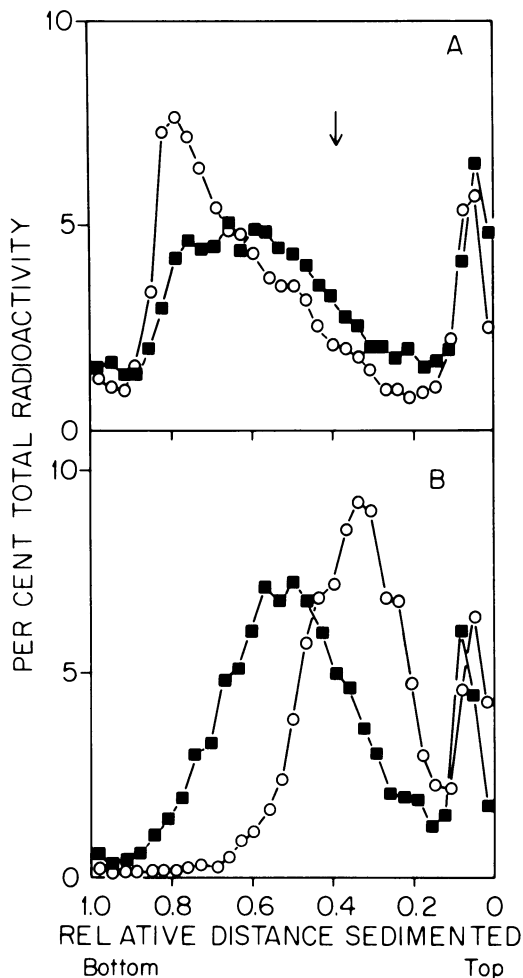 10
A
5
0
PER CENT TOTAL RADIOACTIVITY
10
B
5
0
1.0 0.8 0.6 0.4 0.2 0
RELATIVE DISTANCE SEDIMENTED
Bottom Top